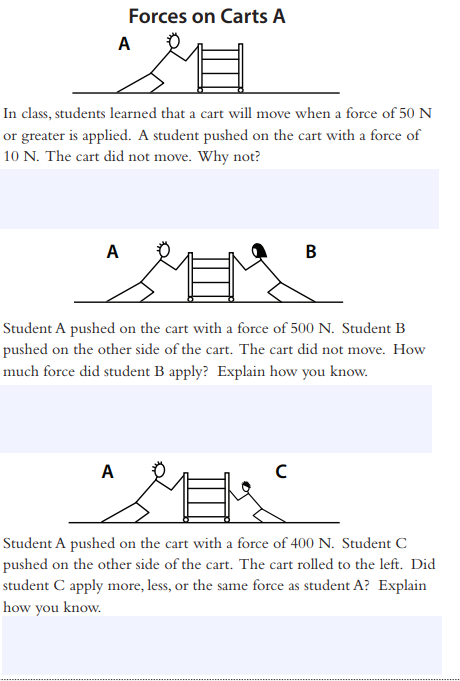 Forces on Carts A
A
In class, students learned that a cart will move when a force of 50 N
or greater is applied. A student pushed on the cart with a force of
10 N. The cart did not move. Why not?
A B
Student A pushed on the cart with a force of 500 N. Student B
pushed on the other side of the cart. The cart did not move. How
much force did student B apply? Explain how you know.
A C
Student A pushed on the cart with a force of 400 N. Student C
pushed on the other side of the cart. The cart rolled to the left. Did
student C apply more, less, or the same force as student A? Explain
how you know.